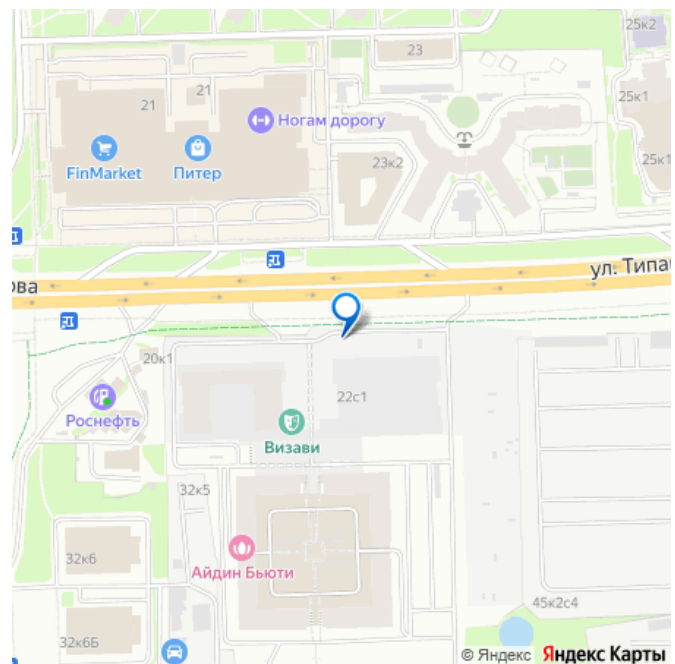 25к2
23
21
21
25к1
Ногам дорогу
FinMarket
Питер
23к2
25к1
ова
ул. Типа
20к1
22с1
Роснефть
Визави
32к5
32к6
Айдин Бьюти
45к2с4
32к6Б
© Яндекс Яндекс Карты